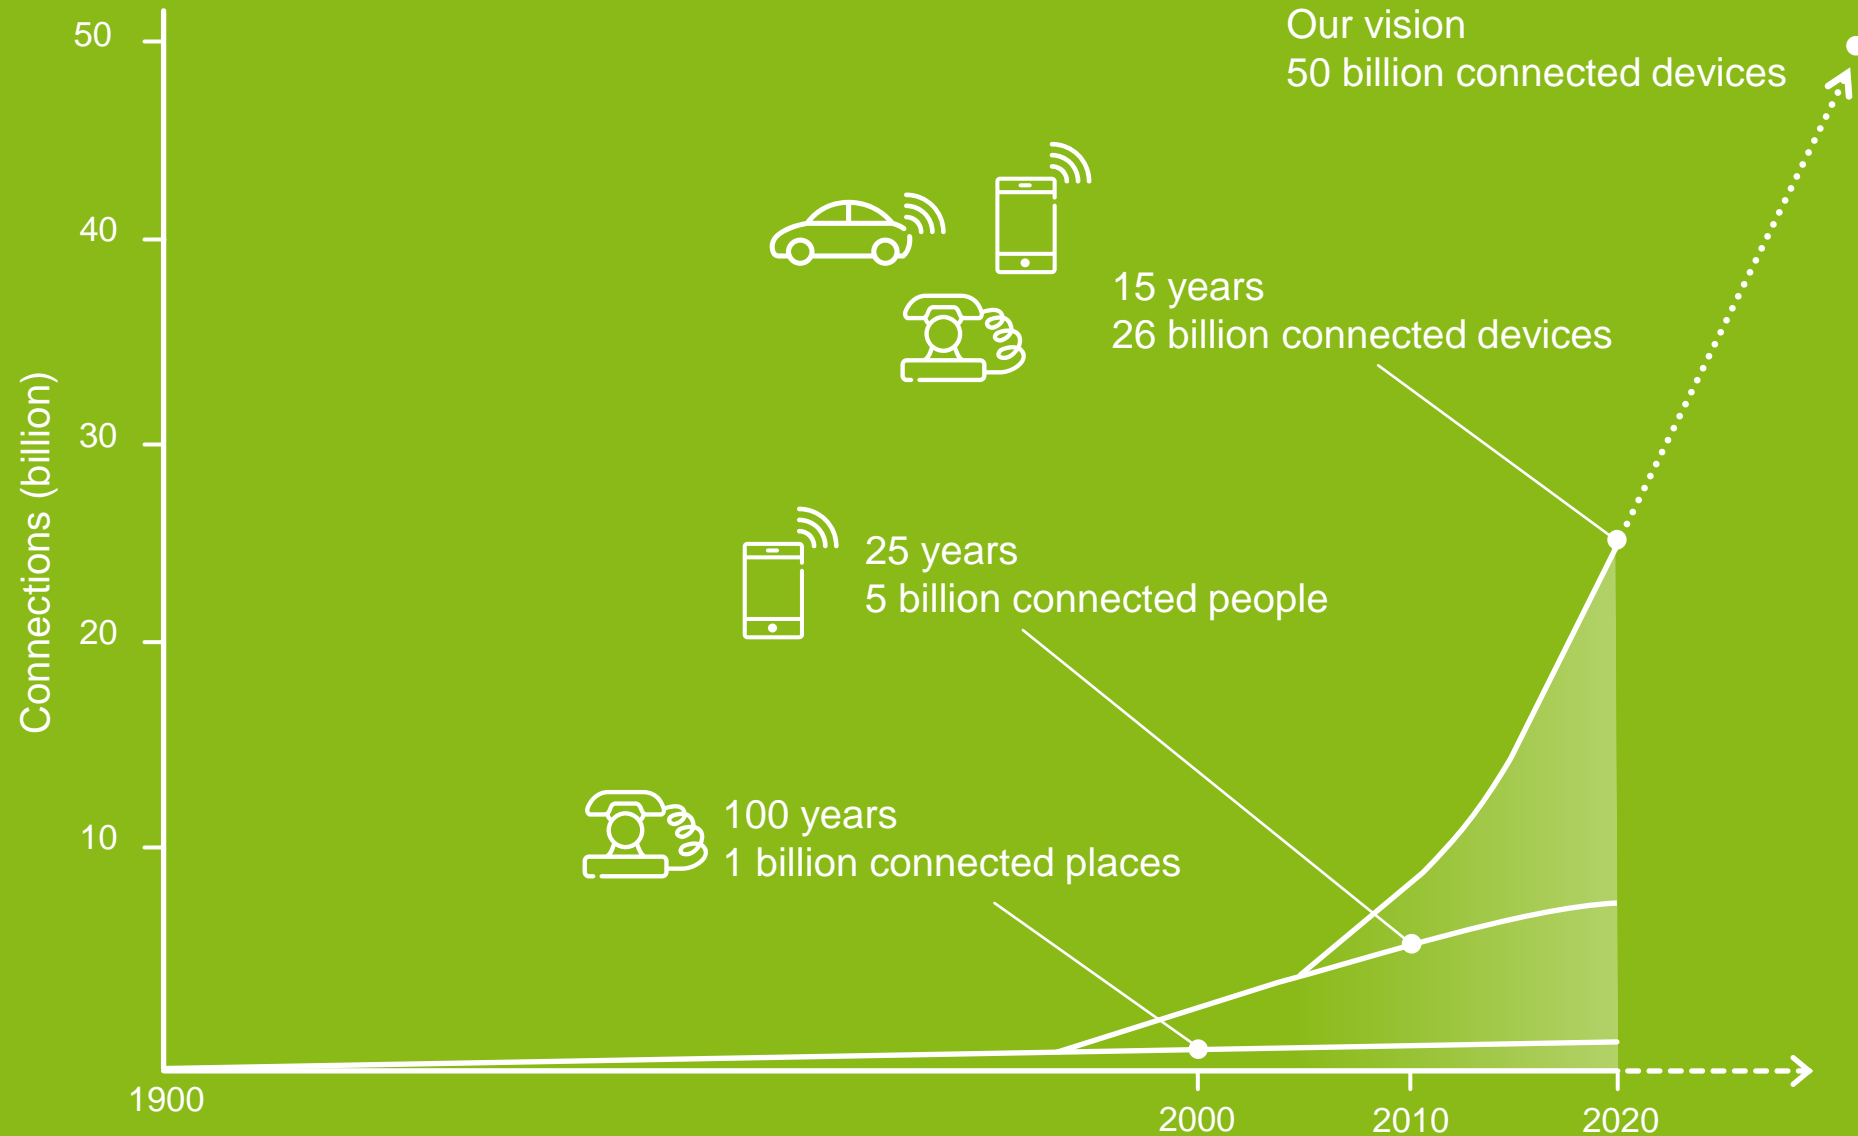 Our vision
50 billion connected devices
50
40
30
20
10
Connections (billion)
15 years
26 billion connected devices
25 years
5 billion connected people
100 years
1 billion connected places
1900
2000
2010
2020